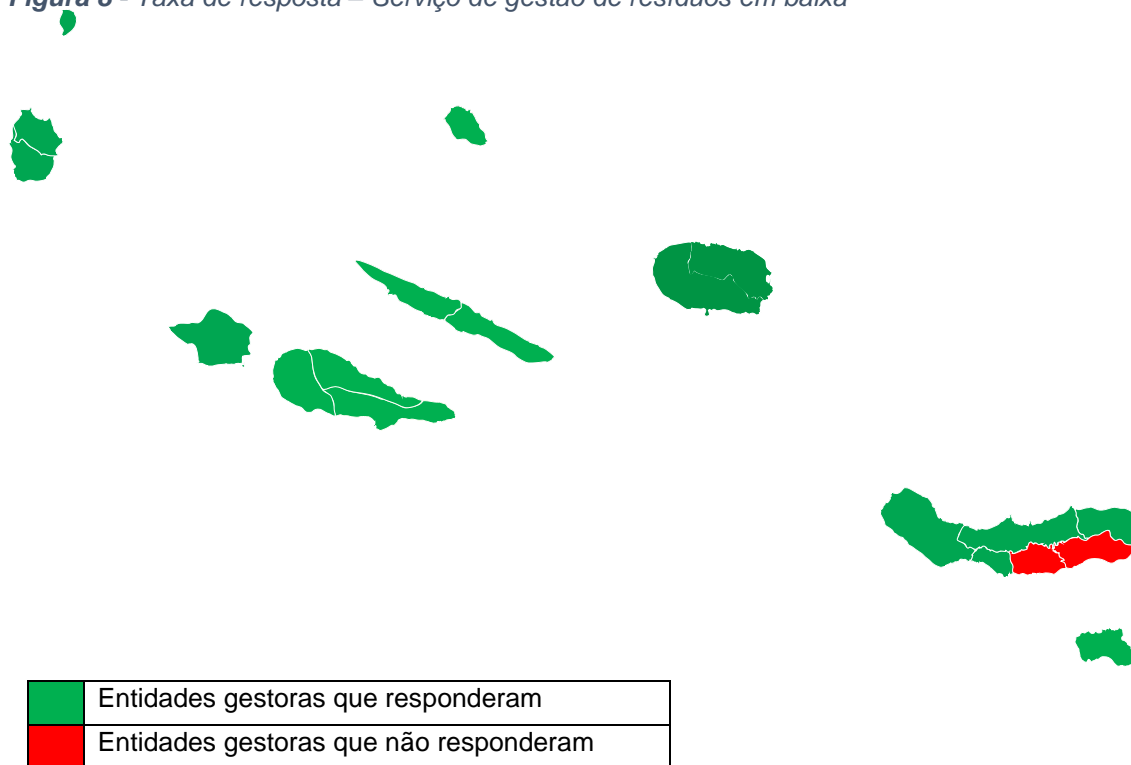 Figura 6 - Taxa de resposta – Serviço de gestão de resíduos em baixa
Entidades gestoras que responderam
Entidades gestoras que não responderam